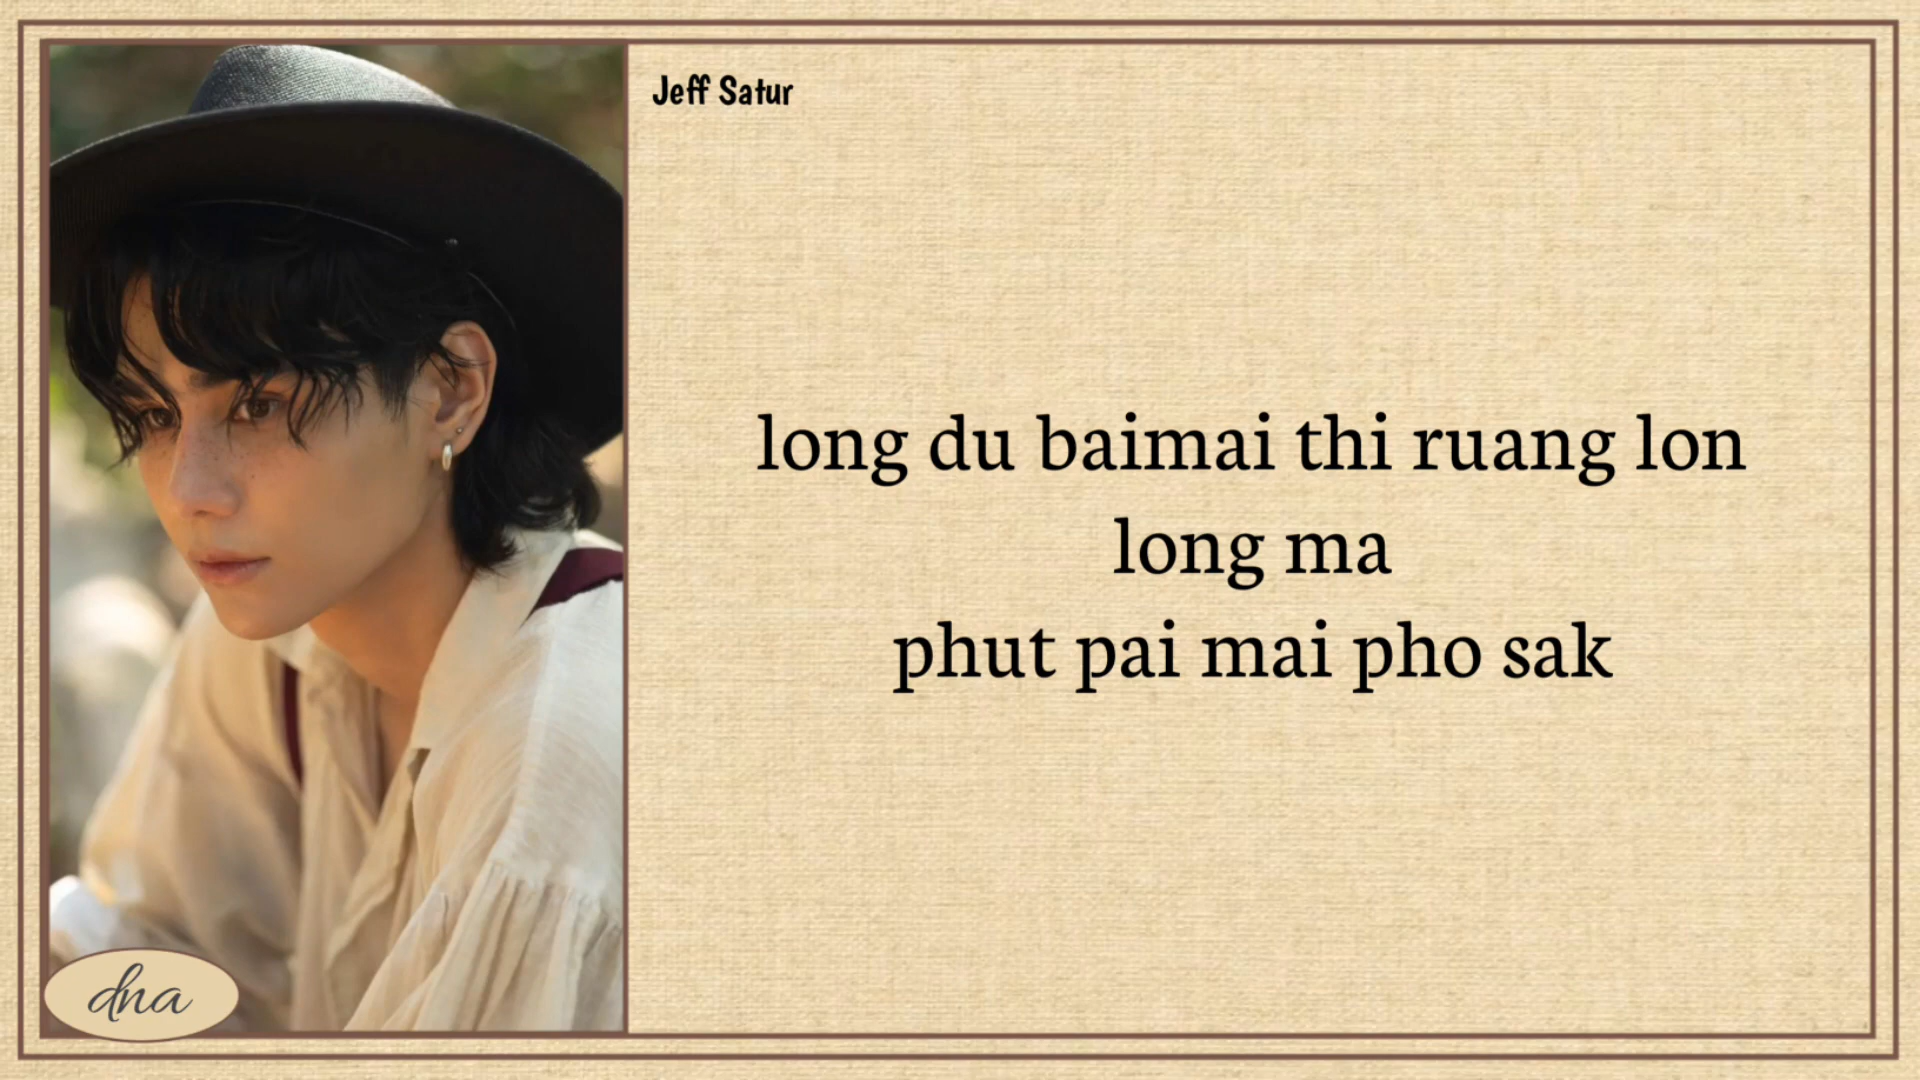 Jeff Satur
long du baimai thi ruang lon
long ma
phut pai mai pho sak
dna